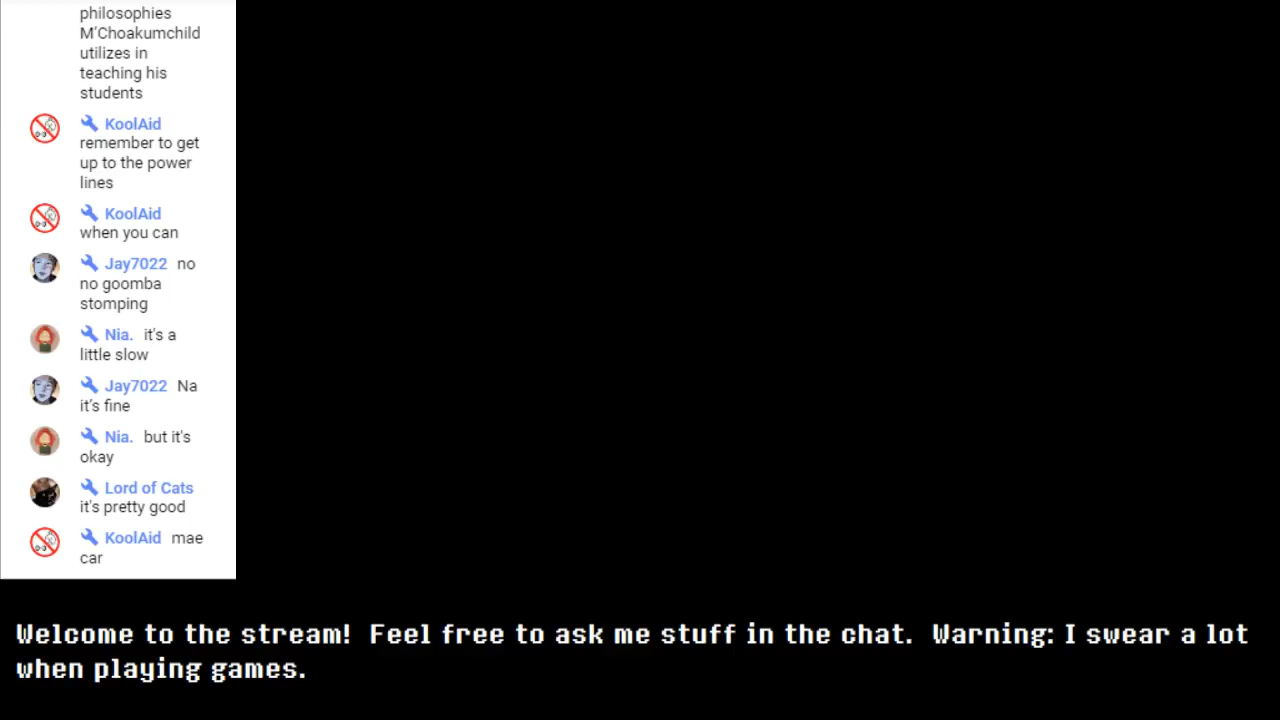 philosophies
M'Choakumchild
utilizes in
teaching his
students
KoolAid
remember to get
up to the power
lines
KoolAid
when you can
Jay7022 no
no goomba
stomping
Nia. it's a
little slow
Jay7022 Na
it's fine
Nia. but it's
okay
Lord of Cats
it's pretty good
KoolAid mae
car
Welcome to the stream! Feel free to ask me stuff in the chat. Warning: I swear a lot
when playing games.